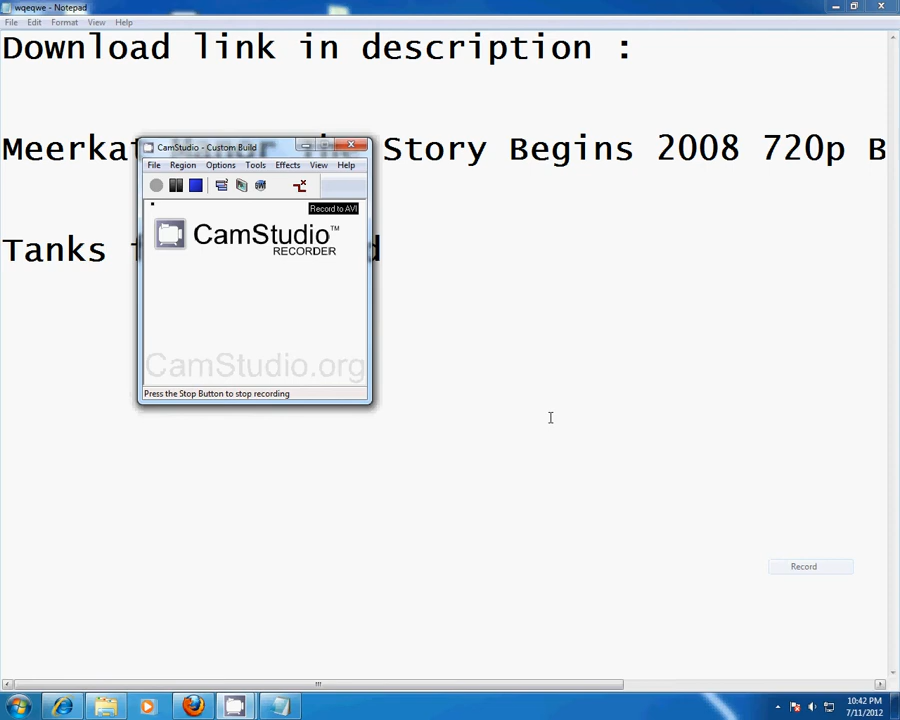 wqeqwe - Notepad
File Edit Format View Help
Download link in description :
Meerkat Story Begins 2008 720p B
Tanks
CamStudio - Custom Build
File Region Options Tools Effects View Help
Record to AVI
CamStudio™
RECORDER
CamStudio.org
Press the Stop Button to stop recording
Record
10:42 PM
7/11/2012